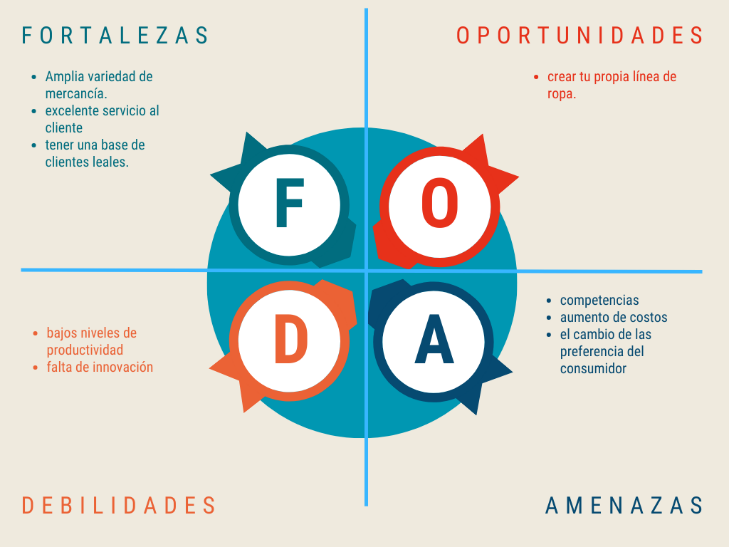 FORTALEZAS
• Amplia variedad de
mercancía.
• excelente servicio al
cliente
• tener una base de
clientes leales.
OPORTUNIDADES
• crear tu propia línea de
ropa.
F
O
D
A
• bajos niveles de
productividad
• falta de innovación
DEBILIDADES
• competencias
• aumento de costos
• el cambio de las
preferencia del
consumidor
AMENAZAS